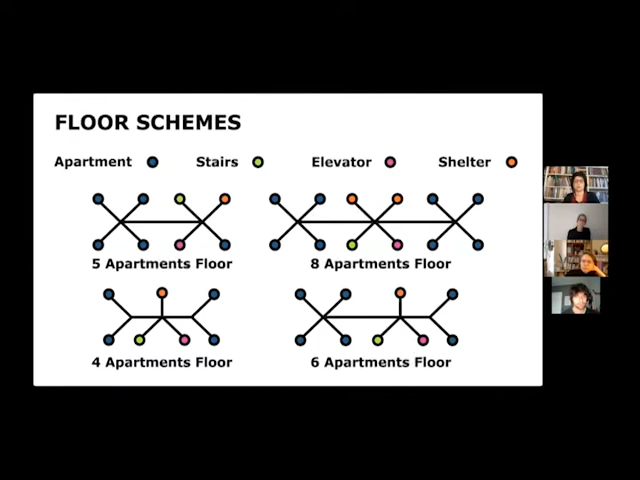 FLOOR SCHEMES
Apartment Stairs Elevator Shelter
5 Apartments Floor 8 Apartments Floor
4 Apartments Floor 6 Apartments Floor